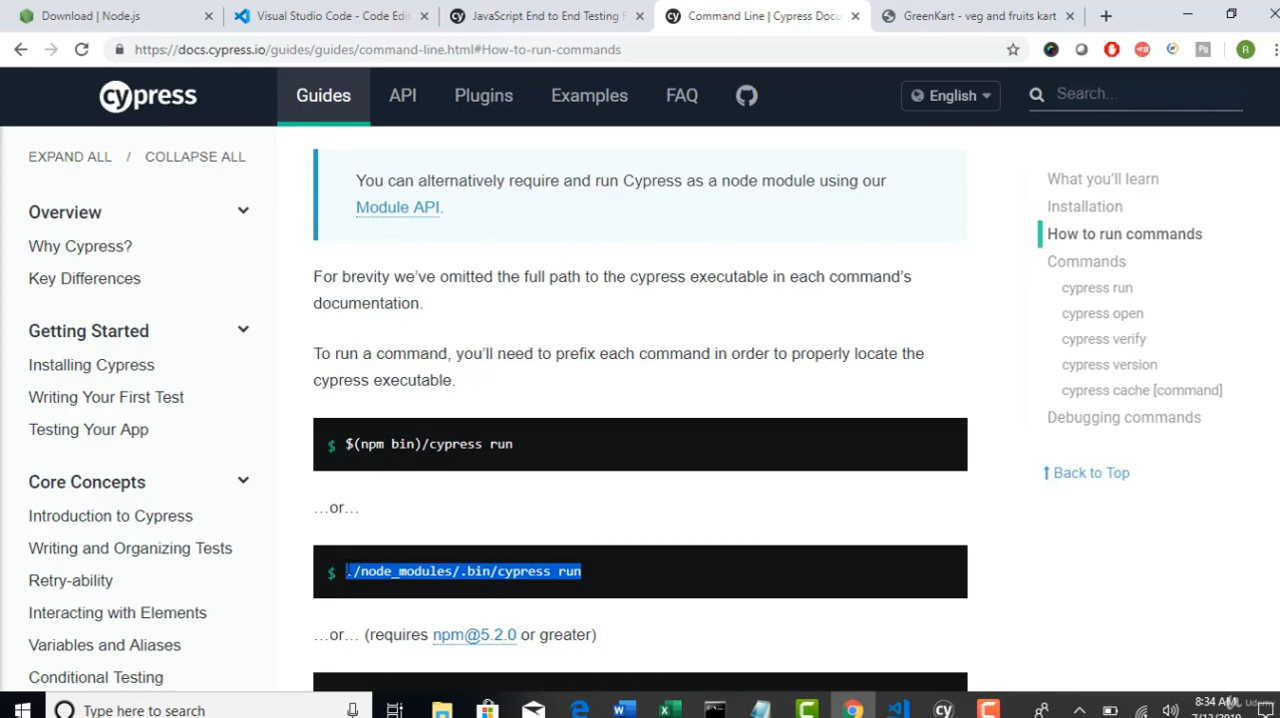 Download | Node.js
Visual Studio Code - Code Edit
JavaScript End to End Testing F
Command Line | Cypress Docu
GreenKart - veg and fruits kart
https://docs.cypress.io/guides/guides/command-line.html#How-to-run-commands
R
cypress
Guides
API
Plugins
Examples
FAQ
English
Search...
EXPAND ALL / COLLAPSE ALL
Overview
Why Cypress?
Key Differences
Getting Started
Installing Cypress
Writing Your First Test
Testing Your App
Core Concepts
Introduction to Cypress
Writing and Organizing Tests
Retry-ability
Interacting with Elements
Variables and Aliases
Conditional Testing
You can alternatively require and run Cypress as a node module using our
Module API.
For brevity we've omitted the full path to the cypress executable in each command's
documentation.
To run a command, you'll need to prefix each command in order to properly locate the
cypress executable.
$ $(npm bin)/cypress run
…or…
$ ./node_modules/.bin/cypress run
…or… (requires npm@5.2.0 or greater)
What you'll learn
Installation
How to run commands
Commands
cypress run
cypress open
cypress verify
cypress version
cypress cache [command]
Debugging commands
Back to Top
Type here to search
8:34 AM
Udemy